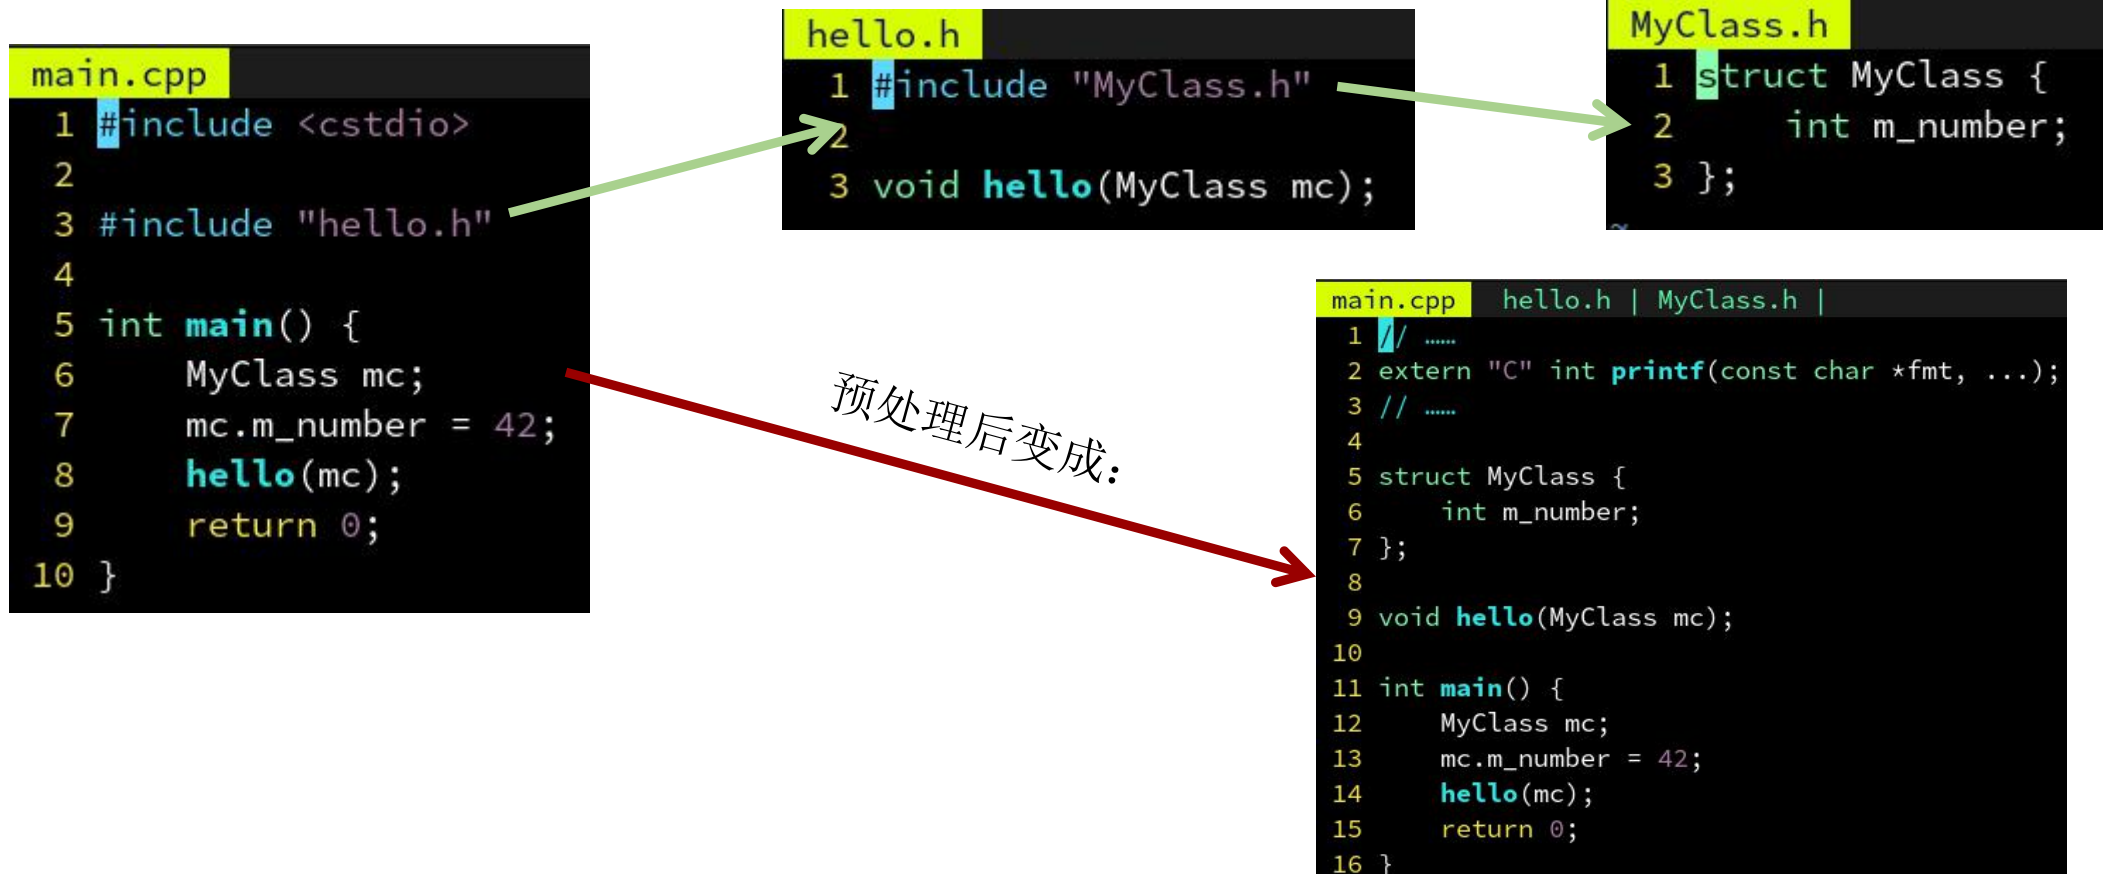 main.cpp
1 #include <cstdio>
2
3 #include "hello.h"
4
5 int main() {
6     MyClass mc;
7     mc.m_number = 42;
8     hello(mc);
9     return 0;
10 }
hello.h
1 #include "MyClass.h"
2
3 void hello(MyClass mc);
MyClass.h
1 struct MyClass {
2     int m_number;
3 };
~
预处理后变成：
main.cpp  hello.h | MyClass.h |
1 // ……
2 extern "C" int printf(const char *fmt, ...);
3 // ……
4
5 struct MyClass {
6     int m_number;
7 };
8
9 void hello(MyClass mc);
10
11 int main() {
12     MyClass mc;
13     mc.m_number = 42;
14     hello(mc);
15     return 0;
16 }